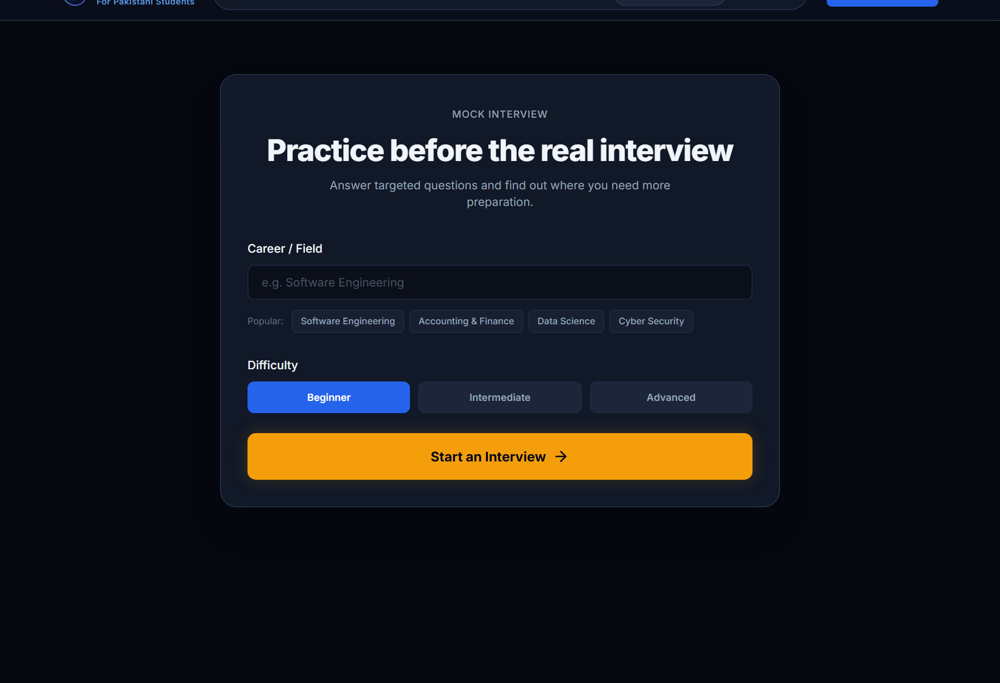 For Pakistani Students
MOCK INTERVIEW
Practice before the real interview
Answer targeted questions and find out where you need more
preparation.
Career / Field
e.g. Software Engineering
Popular: Software Engineering Accounting & Finance Data Science Cyber Security
Difficulty
Beginner Intermediate Advanced
Start an Interview →